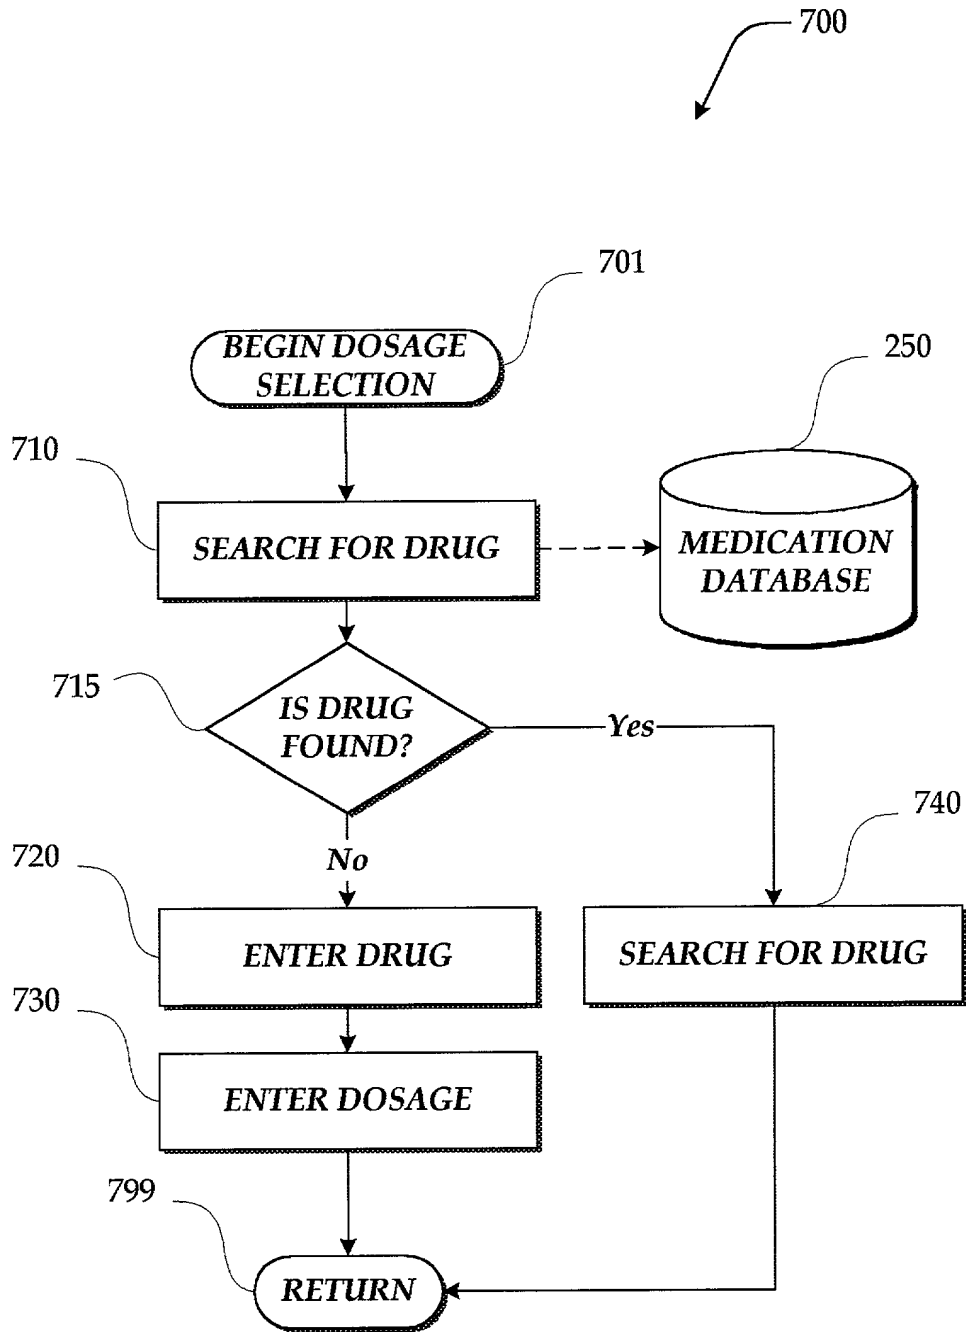 700
701
BEGIN DOSAGE
SELECTION
250
710
SEARCH FOR DRUG
MEDICATION
DATABASE
715
IS DRUG
FOUND?
Yes
740
720
No
ENTER DRUG
SEARCH FOR DRUG
730
ENTER DOSAGE
799
RETURN